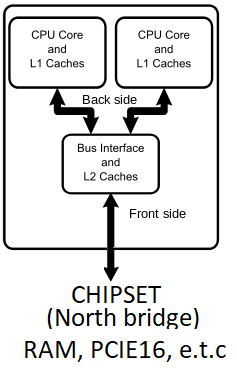 CPU Core
and
L1 Caches
CPU Core
and
L1 Caches
Back side
Bus Interface
and
L2 Caches
Front side
CHIPSET
(North bridge)
RAM, PCIE16, e.t.c